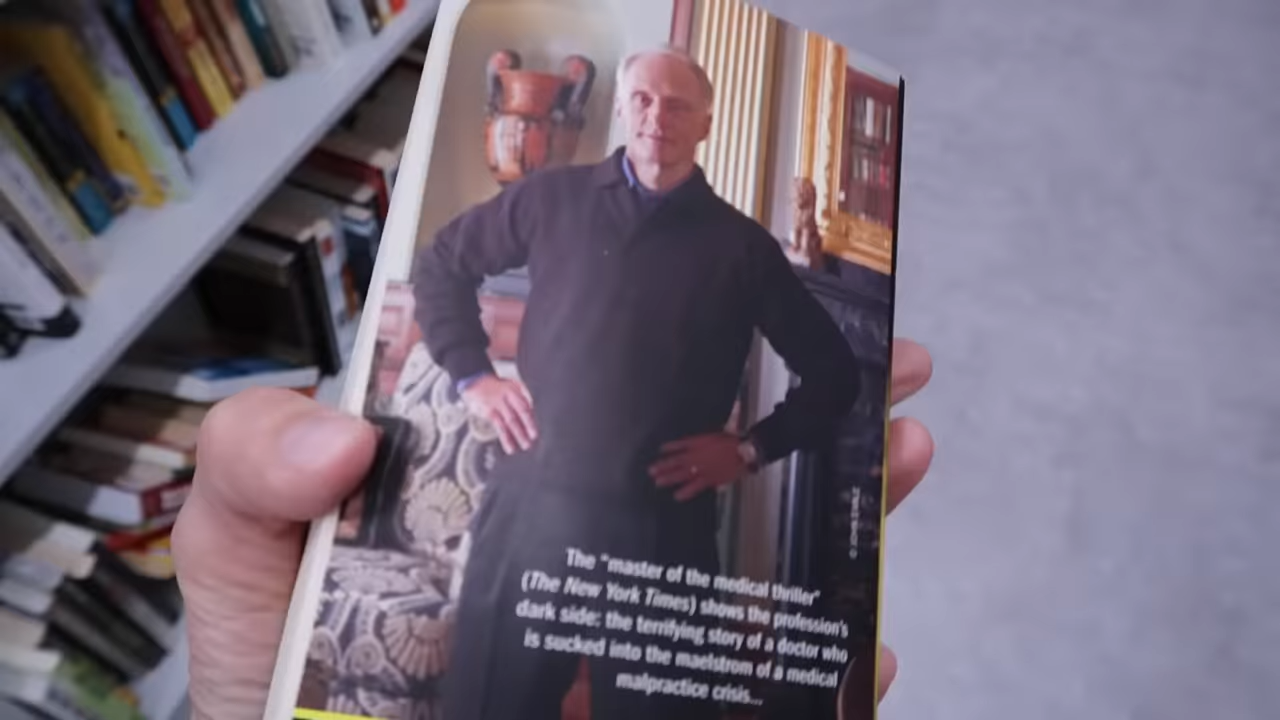 The "master of the medical thriller"
(The New York Times) shows the profession's
dark side: the terrifying story of a doctor who
is sucked into the maelstrom of a medical
malpractice crisis...